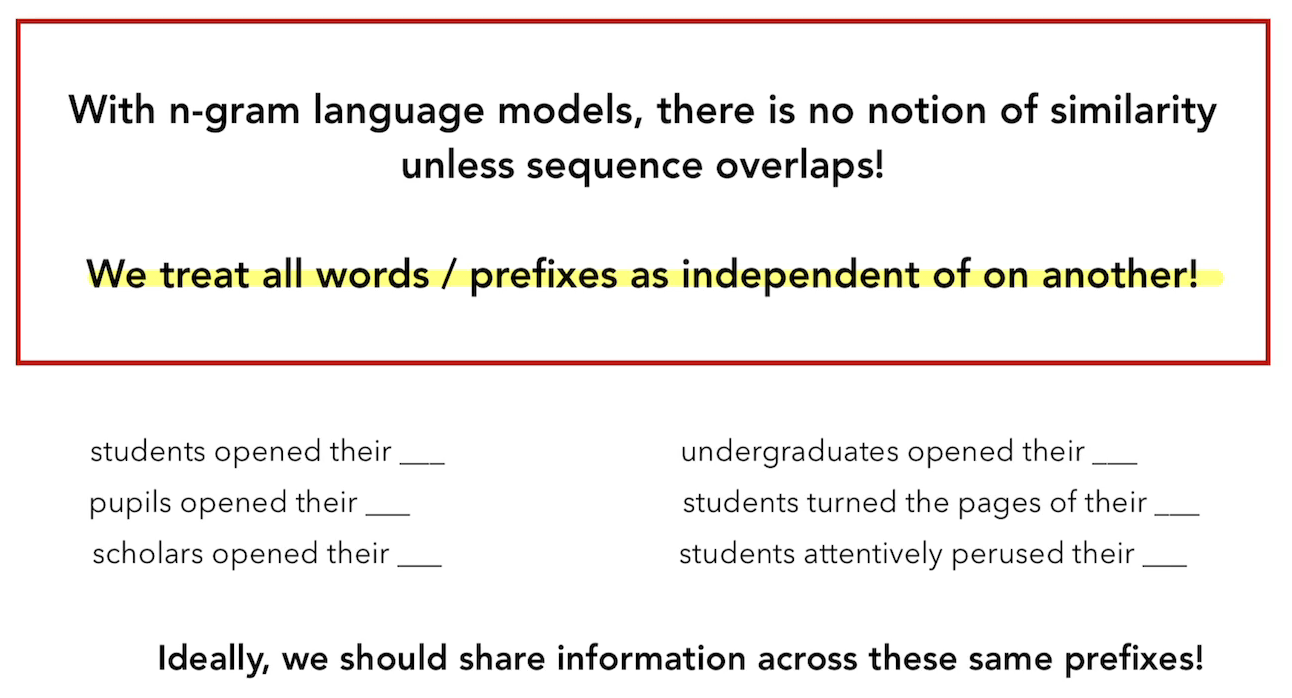 With n-gram language models, there is no notion of similarity
unless sequence overlaps!
We treat all words / prefixes as independent of on another!
students opened their ___
pupils opened their ___
scholars opened their ___
undergraduates opened their ___
students turned the pages of their ___
students attentively perused their ___
Ideally, we should share information across these same prefixes!